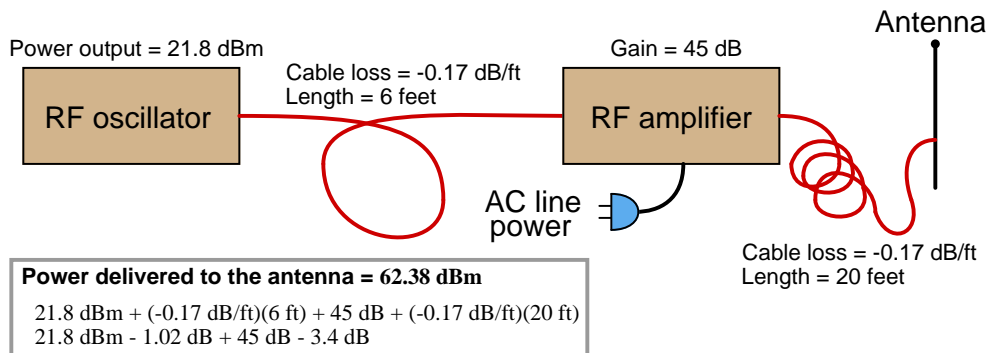 Antenna
Power output = 21.8 dBm
Gain = 45 dB
Cable loss = -0.17 dB/ft
Length = 6 feet
RF oscillator
RF amplifier
AC line
power
Cable loss = -0.17 dB/ft
Length = 20 feet
Power delivered to the antenna = 62.38 dBm
21.8 dBm + (-0.17 dB/ft)(6 ft) + 45 dB + (-0.17 dB/ft)(20 ft)
21.8 dBm - 1.02 dB + 45 dB - 3.4 dB